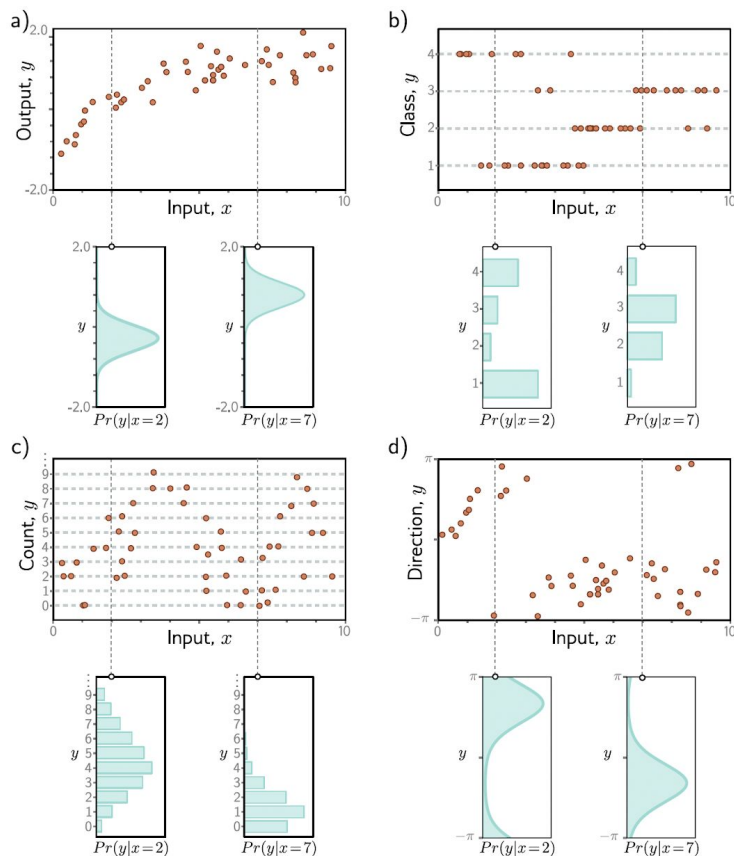 a)
2.0
Output, y
-2.0
0
Input, x
10
2.0
y
-2.0
Pr(y|x=2)
2.0
y
-2.0
Pr(y|x=7)
b)
4
3
2
1
Class, y
0
Input, x
10
4
3
2
1
y
Pr(y|x=2)
4
3
2
1
y
Pr(y|x=7)
c)
9
8
7
6
5
4
3
2
1
0
Count, y
0
Input, x
10
9
8
7
6
5
4
3
2
1
0
y
Pr(y|x=2)
9
8
7
6
5
4
3
2
1
0
y
Pr(y|x=7)
d)
π
Direction, y
-π
0
Input, x
10
π
y
-π
Pr(y|x=2)
π
y
-π
Pr(y|x=7)